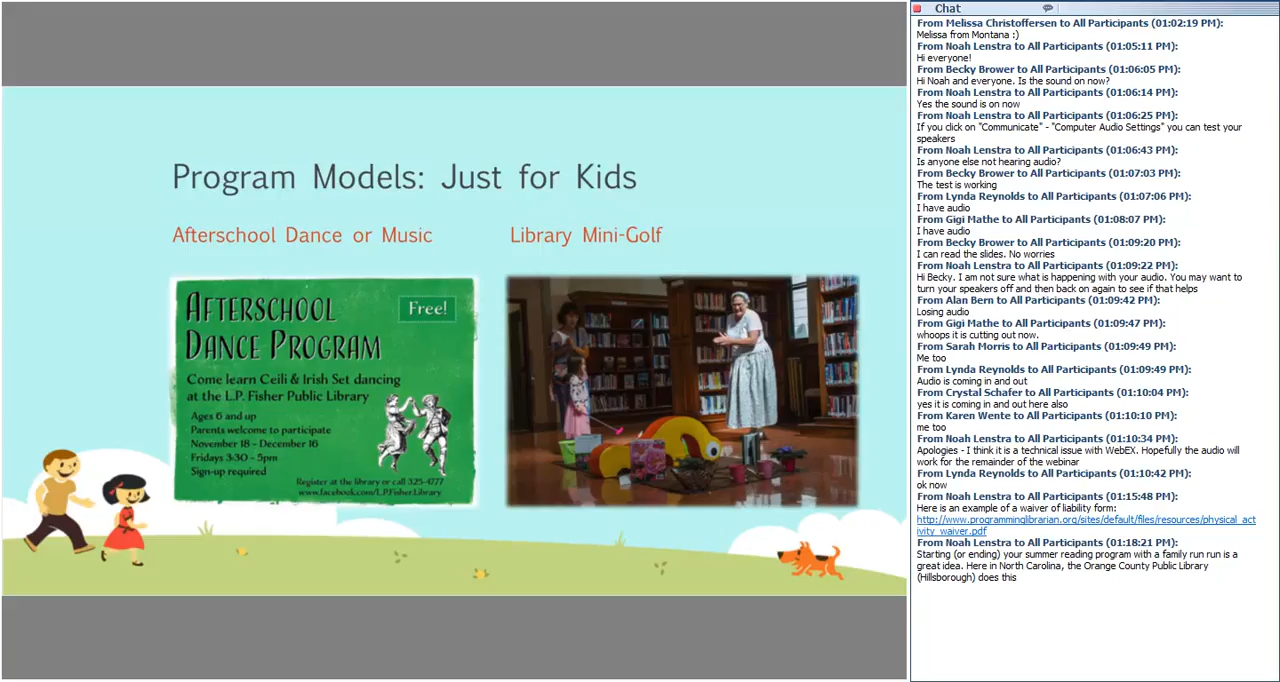 Program Models: Just for Kids
Afterschool Dance or Music
Library Mini-Golf
AFTERSCHOOL
DANCE PROGRAM
Free!
Come learn Ceili & Irish Set dancing
at the L.P. Fisher Public Library
Ages 6 and up
Parents welcome to participate
November 18 - December 16
Fridays 3:30 - 5pm
Sign-up required
Register at the library or call 325-4777
www.facebook.com/L.P.Fisher.Library
Chat
From Melissa Christoffersen to All Participants (01:02:19 PM):
Melissa from Montana :)
From Noah Lenstra to All Participants (01:05:11 PM):
Hi everyone!
From Becky Brower to All Participants (01:06:05 PM):
Hi Noah and everyone. Is the sound on now?
From Noah Lenstra to All Participants (01:06:14 PM):
Yes the sound is on now
From Noah Lenstra to All Participants (01:06:25 PM):
If you click on "Communicate" - "Computer Audio Settings" you can test your
speakers
From Noah Lenstra to All Participants (01:06:43 PM):
Is anyone else not hearing audio?
From Becky Brower to All Participants (01:07:03 PM):
The test is working
From Lynda Reynolds to All Participants (01:07:06 PM):
I have audio
From Gigi Mathe to All Participants (01:08:07 PM):
I have audio
From Becky Brower to All Participants (01:09:20 PM):
I can read the slides. No worries
From Noah Lenstra to All Participants (01:09:22 PM):
Hi Becky. I am not sure what is happening with your audio. You may want to
turn your speakers off and then back on again to see if that helps
From Alan Bern to All Participants (01:09:42 PM):
Losing audio
From Gigi Mathe to All Participants (01:09:47 PM):
whoops it is cutting out now.
From Sarah Morris to All Participants (01:09:49 PM):
Me too
From Lynda Reynolds to All Participants (01:09:49 PM):
Audio is coming in and out
From Crystal Schafer to All Participants (01:10:04 PM):
yes it is coming in and out here also
From Karen Wente to All Participants (01:10:10 PM):
me too
From Noah Lenstra to All Participants (01:10:34 PM):
Apologies - I think it is a technical issue with WebEX. Hopefully the audio will
work for the remainder of the webinar
From Lynda Reynolds to All Participants (01:10:42 PM):
ok now
From Noah Lenstra to All Participants (01:15:48 PM):
Here is an example of a waiver of liability form:
http://www.programminglibrarian.org/sites/default/files/resources/physical_act
ivity_waiver.pdf
From Noah Lenstra to All Participants (01:18:21 PM):
Starting (or ending) your summer reading program with a family run run is a
great idea. Here in North Carolina, the Orange County Public Library
(Hillsborough) does this